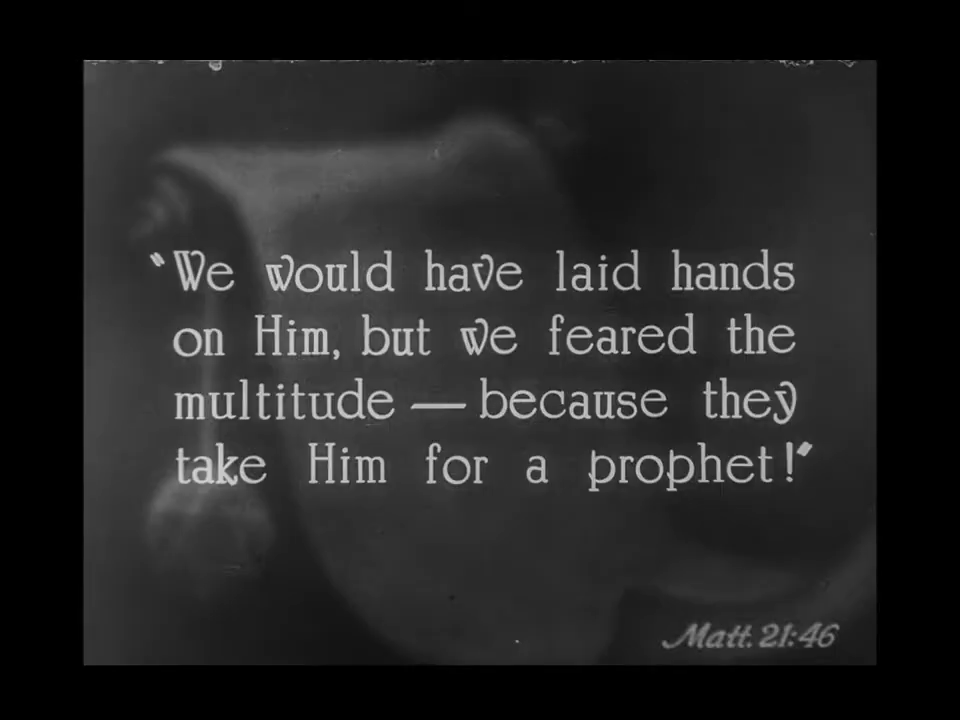 "We would have laid hands
on Him, but we feared the
multitude — because they
take Him for a prophet!"
Matt. 21:46